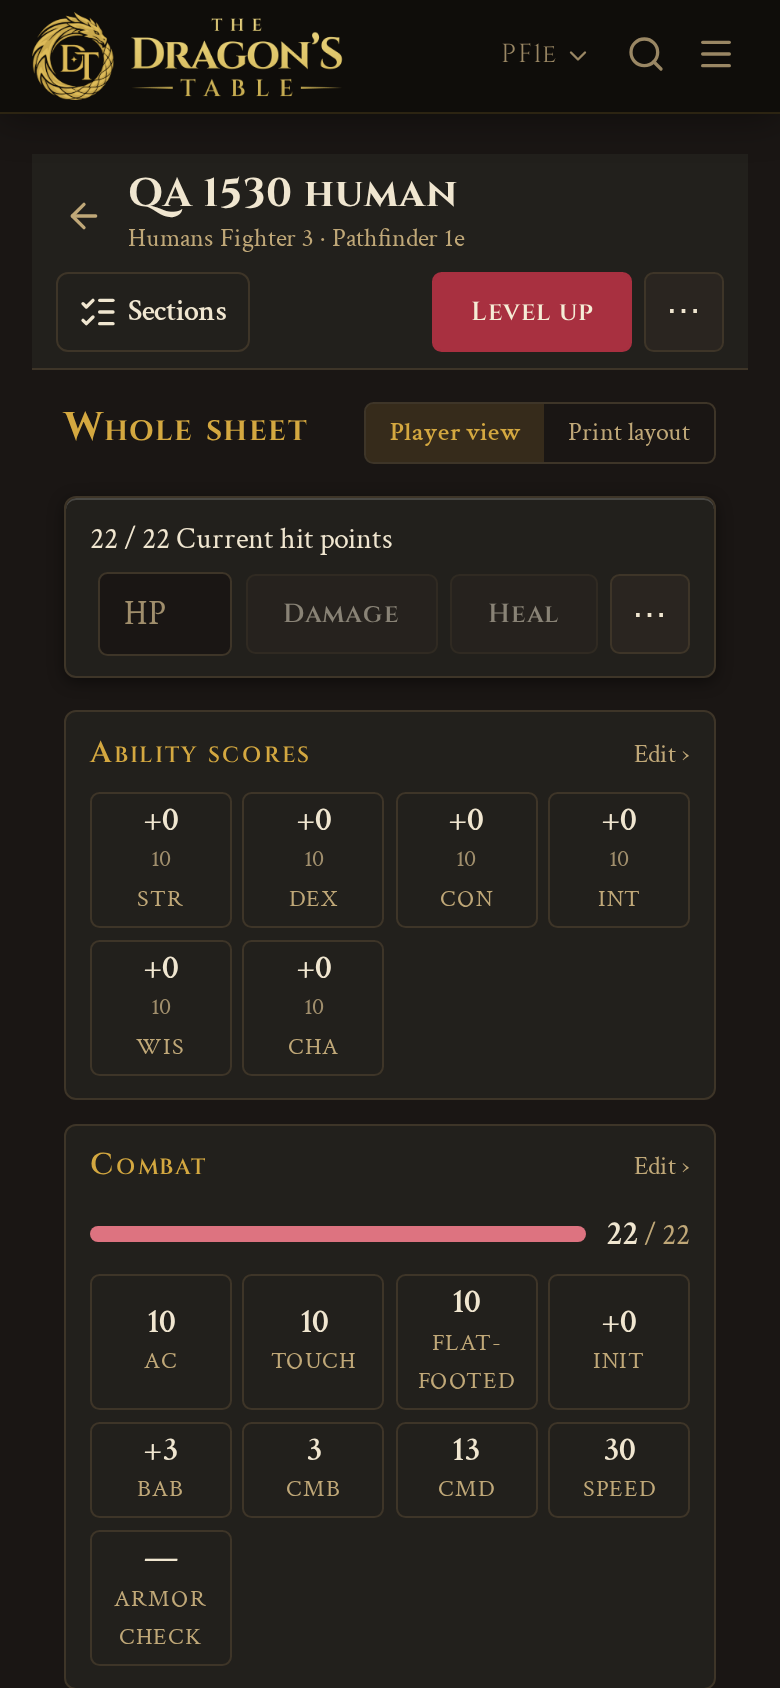 THE
DRAGON'S
TABLE
DT
PF1E
QA 1530 HUMAN
Humans Fighter 3 · Pathfinder 1e
Sections
LEVEL UP
···
WHOLE SHEET
Player view
Print layout
22 / 22 Current hit points
HP
DAMAGE
HEAL
···
ABILITY SCORES
Edit ›
+0
10
STR
+0
10
DEX
+0
10
CON
+0
10
INT
+0
10
WIS
+0
10
CHA
COMBAT
Edit ›
22 / 22
10
AC
10
TOUCH
10
FLAT-
FOOTED
+0
INIT
+3
BAB
3
CMB
13
CMD
30
SPEED
—
ARMOR
CHECK